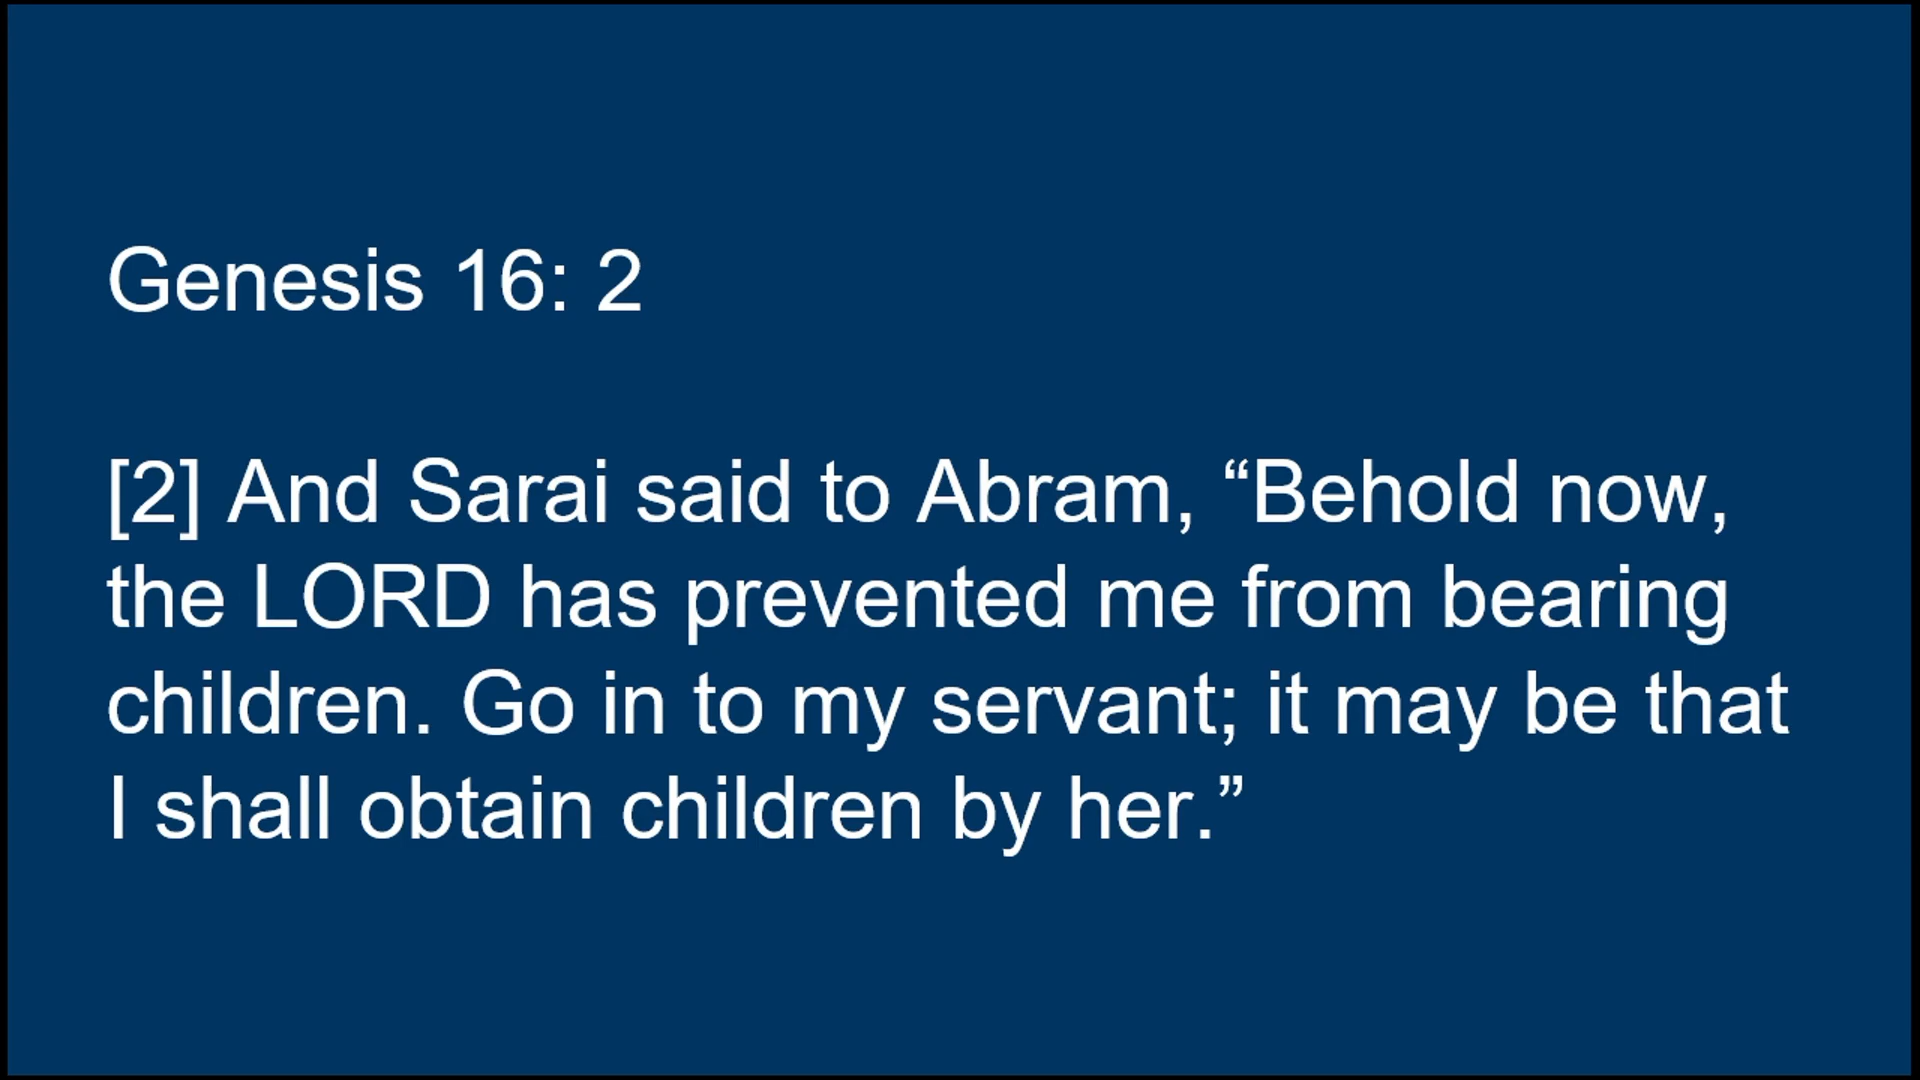 Genesis 16: 2
[2] And Sarai said to Abram, “Behold now,
the LORD has prevented me from bearing
children. Go in to my servant; it may be that
I shall obtain children by her.”